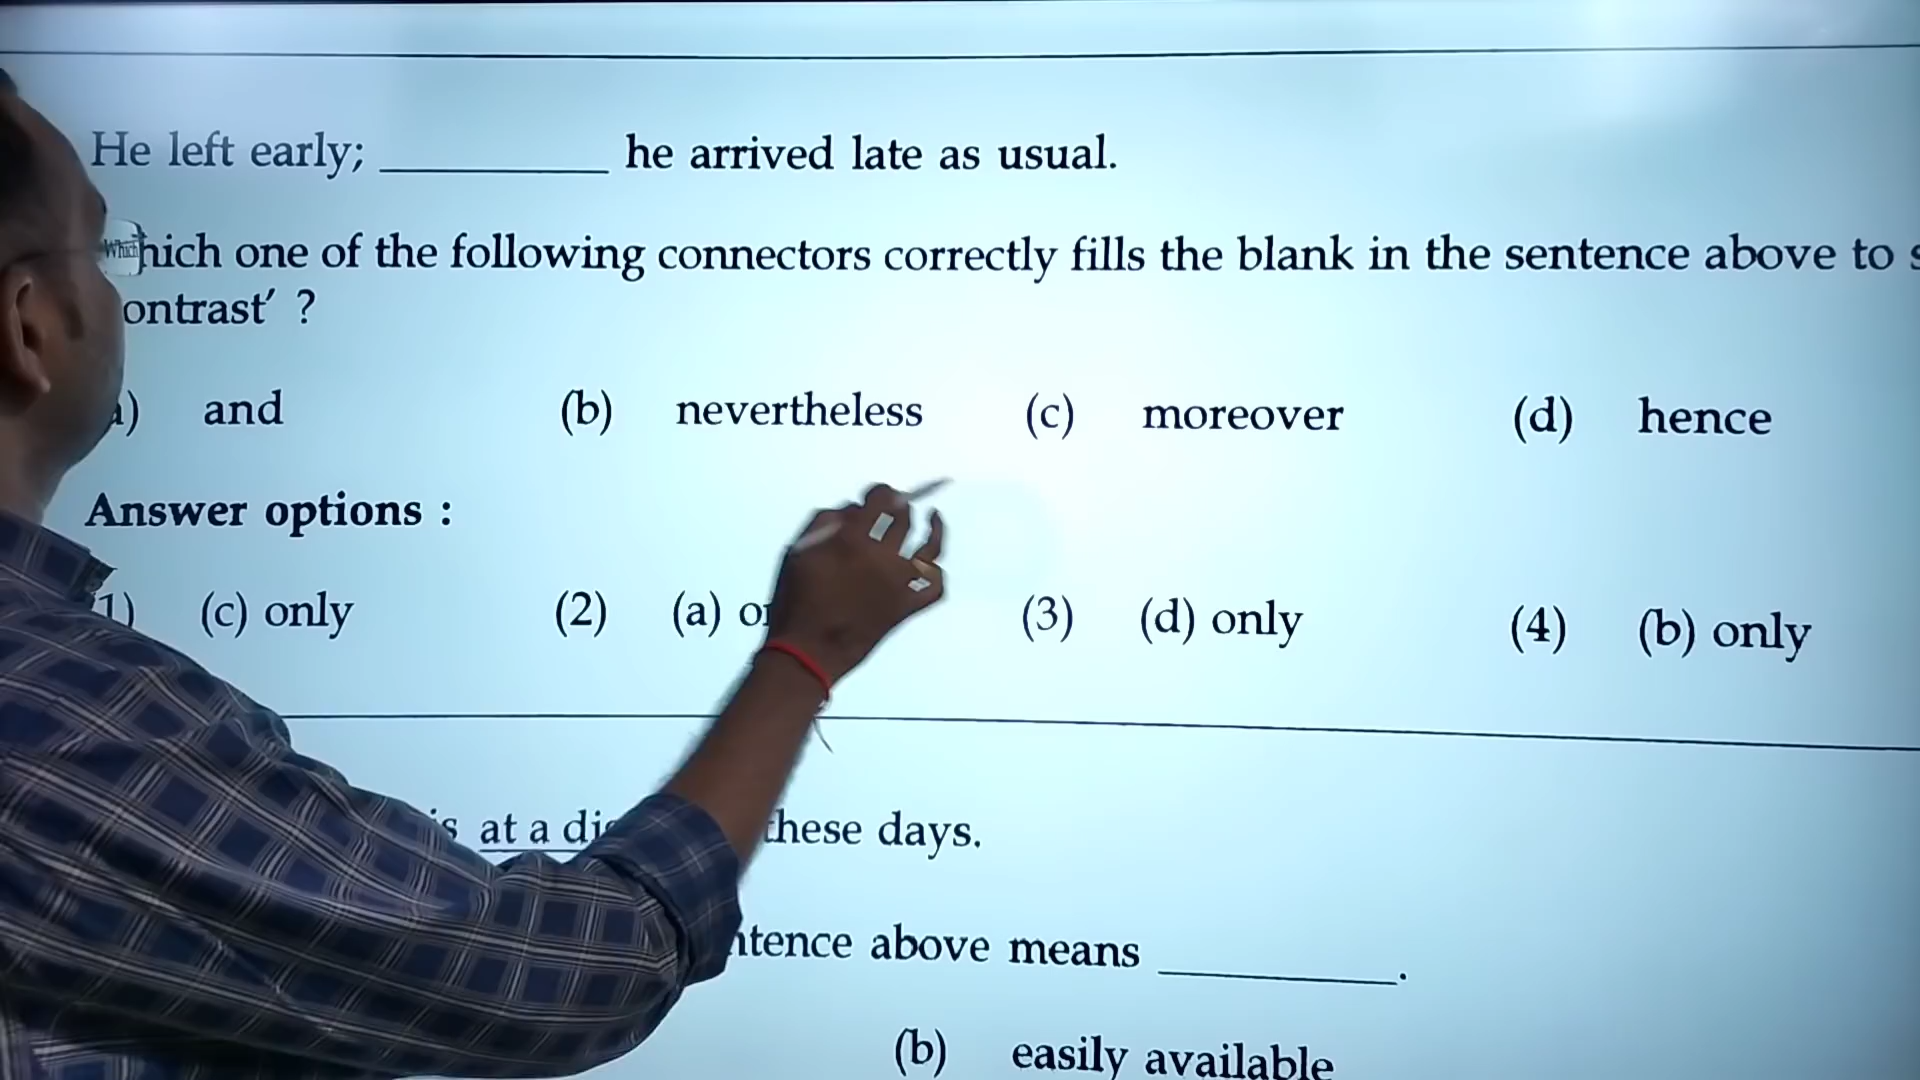 He left early; __________ he arrived late as usual.
Which one of the following connectors correctly fills the blank in the sentence above to
ontrast' ?
and (b) nevertheless (c) moreover (d) hence
Answer options :
1) (c) only (2) (a) (3) (d) only (4) (b) only
at a these days.
above means __________.
(b) easily available